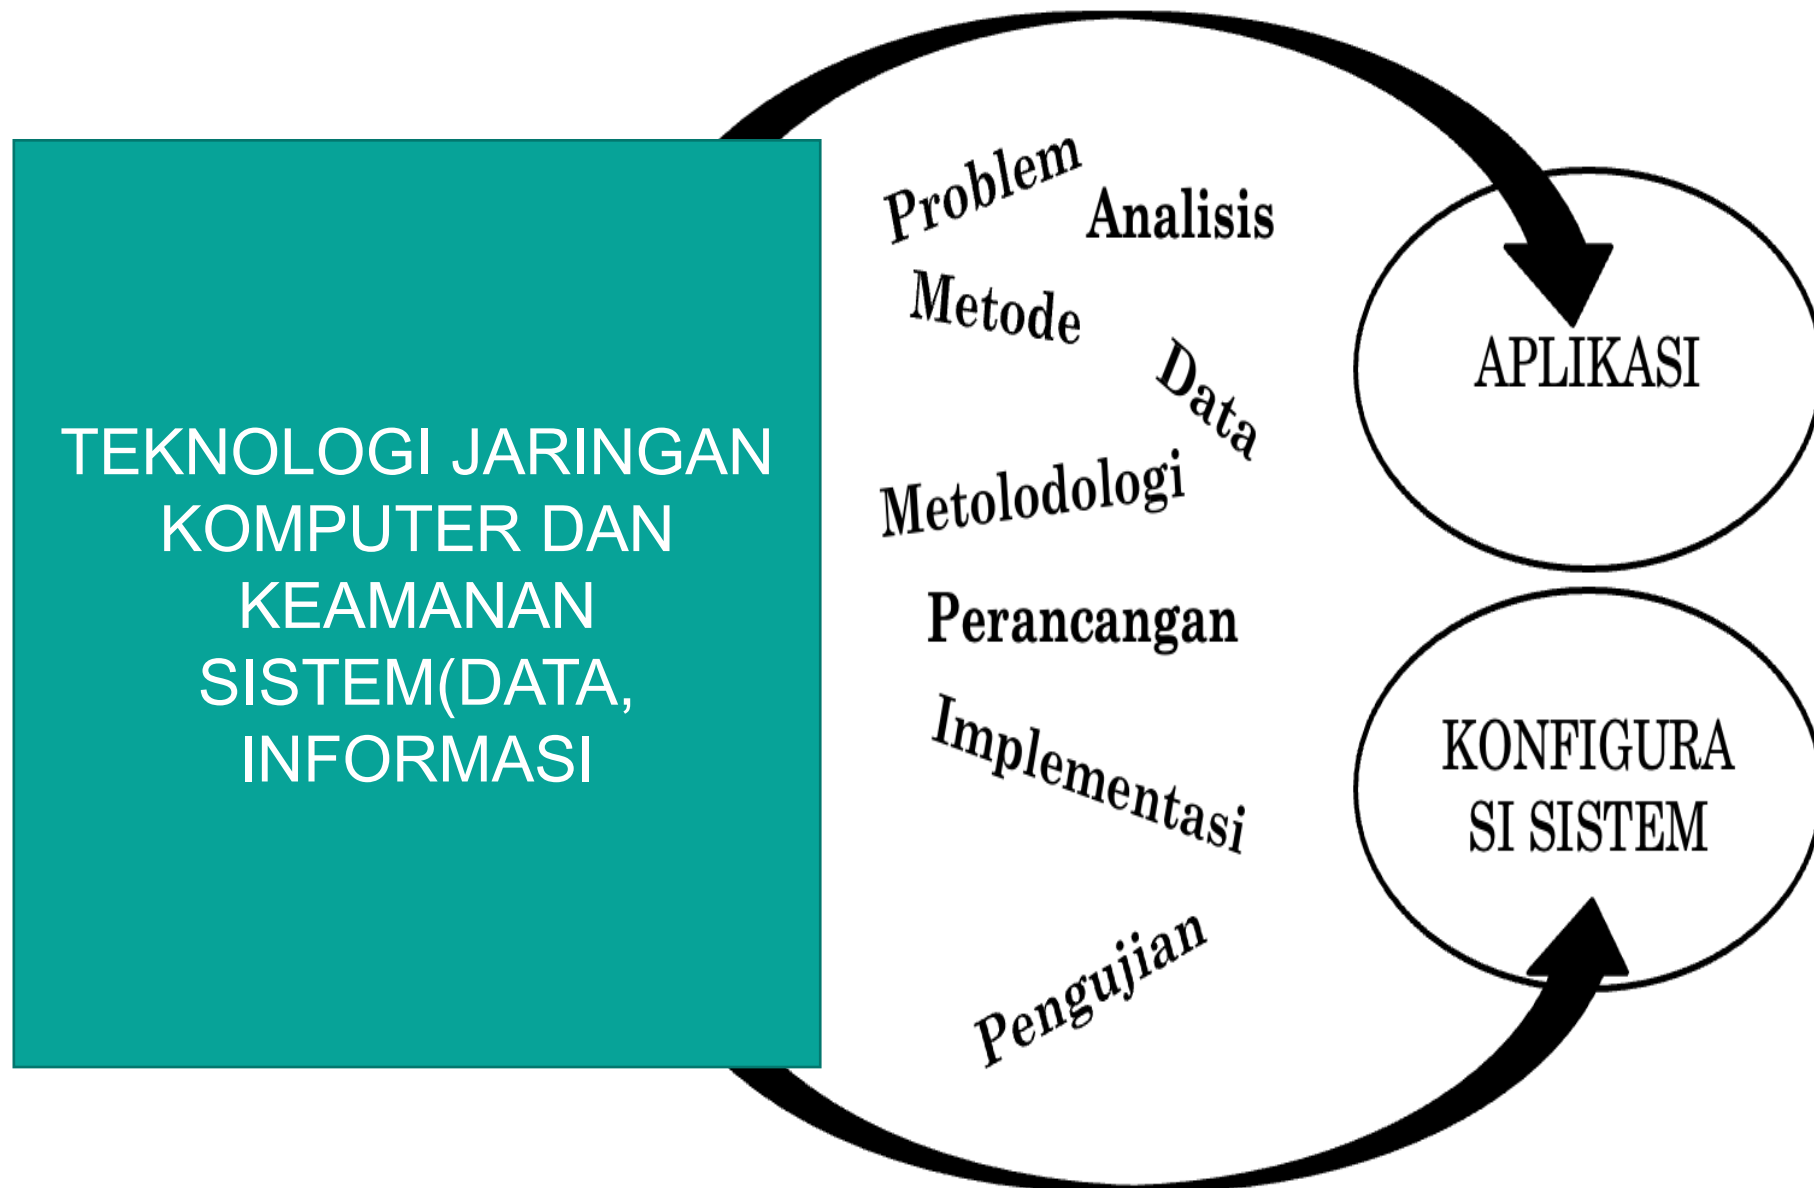 TEKNOLOGI JARINGAN
KOMPUTER DAN
KEAMANAN
SISTEM(DATA,
INFORMASI
Problem
Analisis
Metode
Data
Metolodologi
Perancangan
Implementasi
Pengujian
APLIKASI
KONFIGURA
SI SISTEM